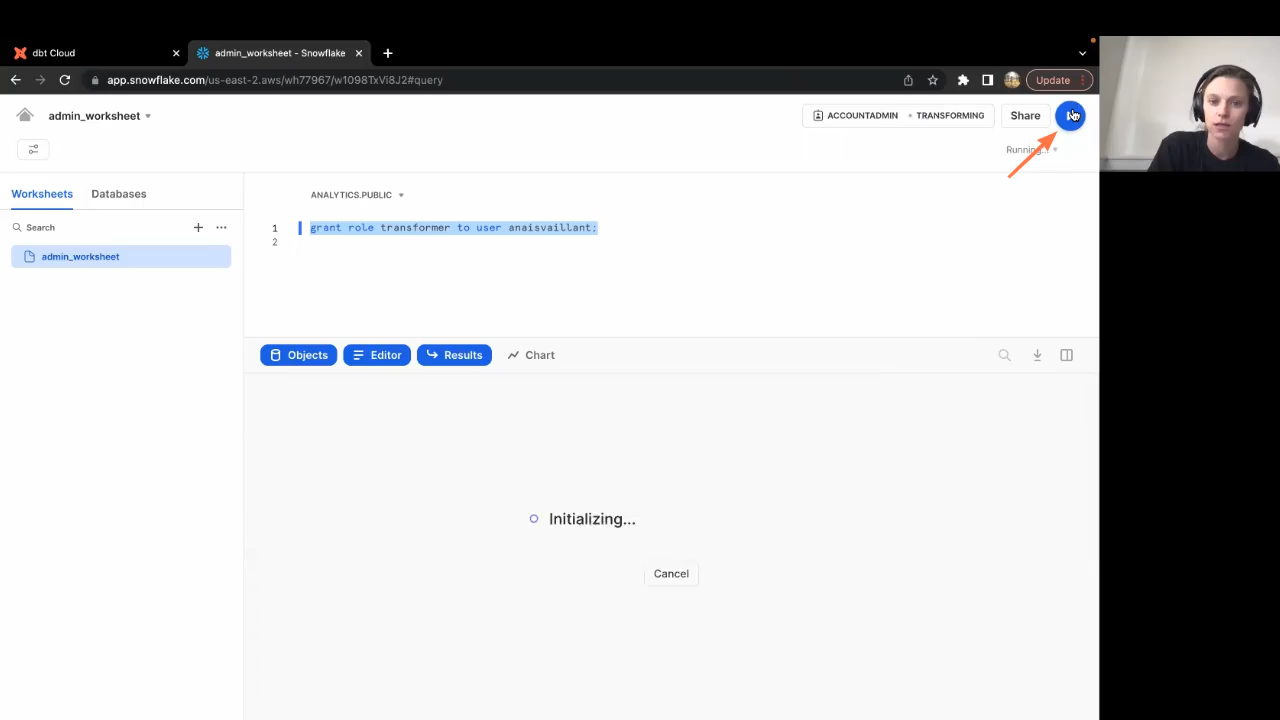 dbt Cloud
admin_worksheet - Snowflake
app.snowflake.com/us-east-2.aws/wh77967/w1098TxVi8J2#query
Update
admin_worksheet
ACCOUNTADMIN • TRANSFORMING
Share
Running...
Worksheets Databases
ANALYTICS.PUBLIC
Search
1 grant role transformer to user anaisvaillant;
2
admin_worksheet
Objects Editor Results Chart
Initializing...
Cancel